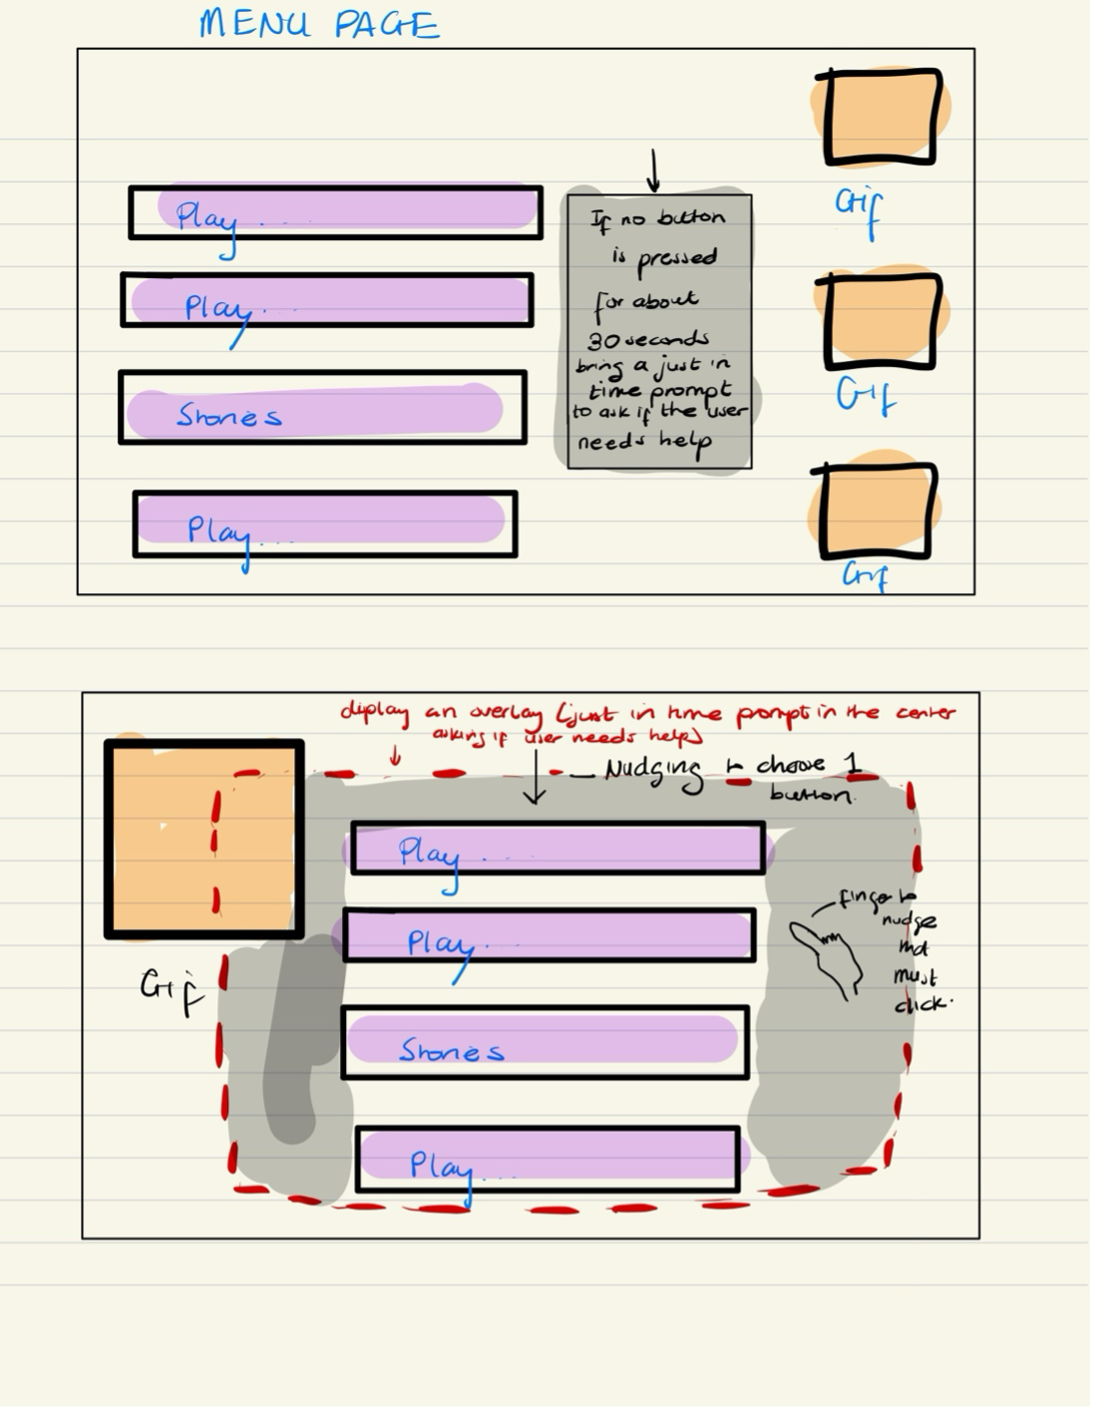 MENU PAGE
Play....
Play....
Stories
Play....
If no button
is pressed
for about
30 seconds
bring a just in
time prompt
to ask if the user
needs help
Gif
Gif
Gif
display an overlay (just in time prompt in the center
asking if user needs help)
Nudging to choose 1
button.
Play....
Play....
Stories
Play....
Gif
finger to
nudge
that
must
click.